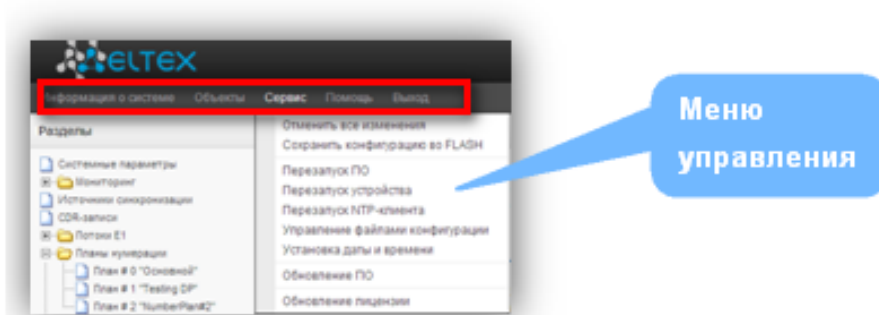 ELTEX
Информация о системе Объекты Сервис Помощь Выход
Разделы
Системные параметры
Мониторинг
Источники синхронизации
CDR-записи
Потоки E1
Планы нумерации
План # 0 "Основной"
План # 1 "Testing DP"
План # 2 "NumberPlan#2"
Отменить все изменения
Сохранить конфигурацию во FLASH
Перезапуск ПО
Перезапуск устройства
Перезапуск NTP-клиента
Управление файлами конфигурации
Установка даты и времени
Обновление ПО
Обновление лицензии
Меню
управления